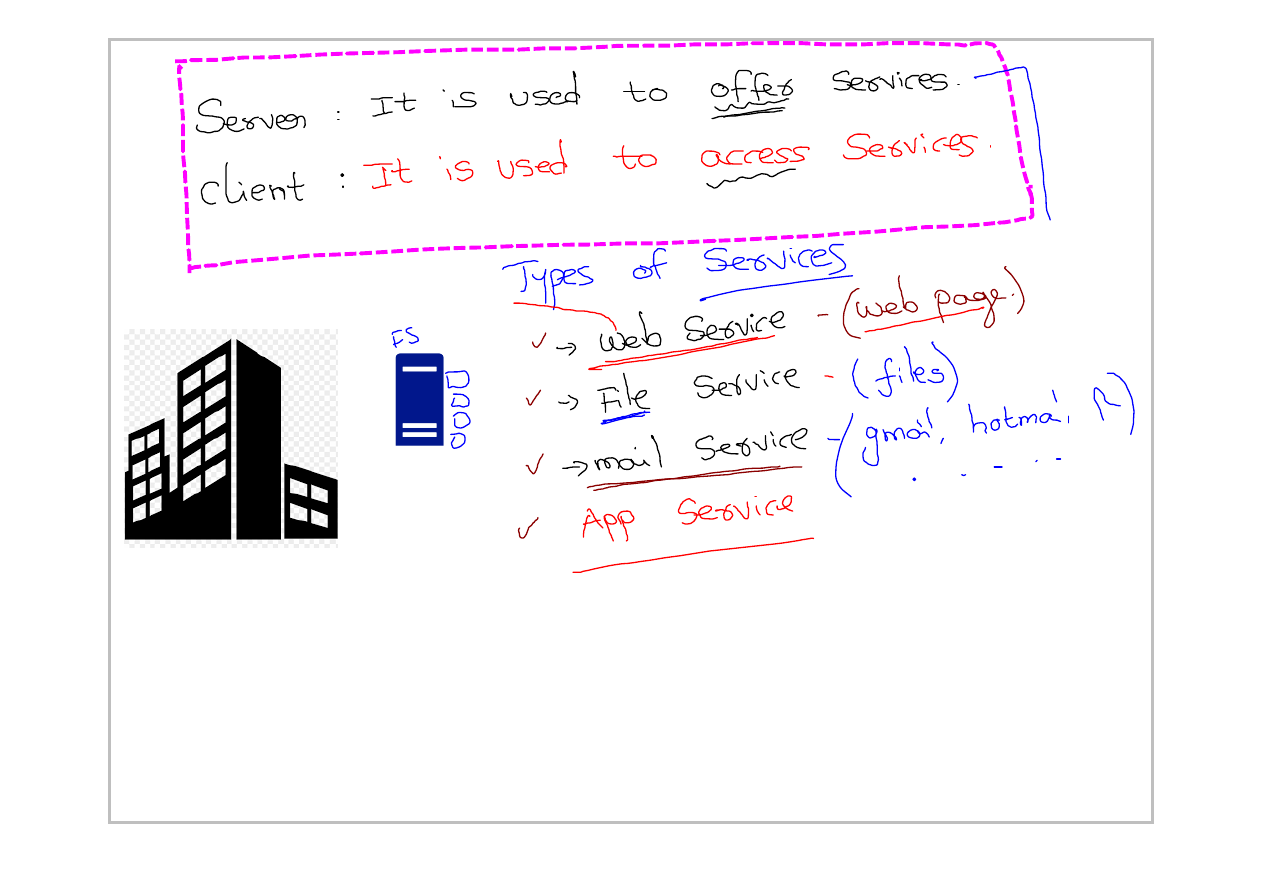 Server : It is used to offer services.
client : It is used to access services.
Types of Services
→ web Service - (web page.)
FS
→ File Service - (files)
→ mail Service - (gmail, hotmail,
App Service